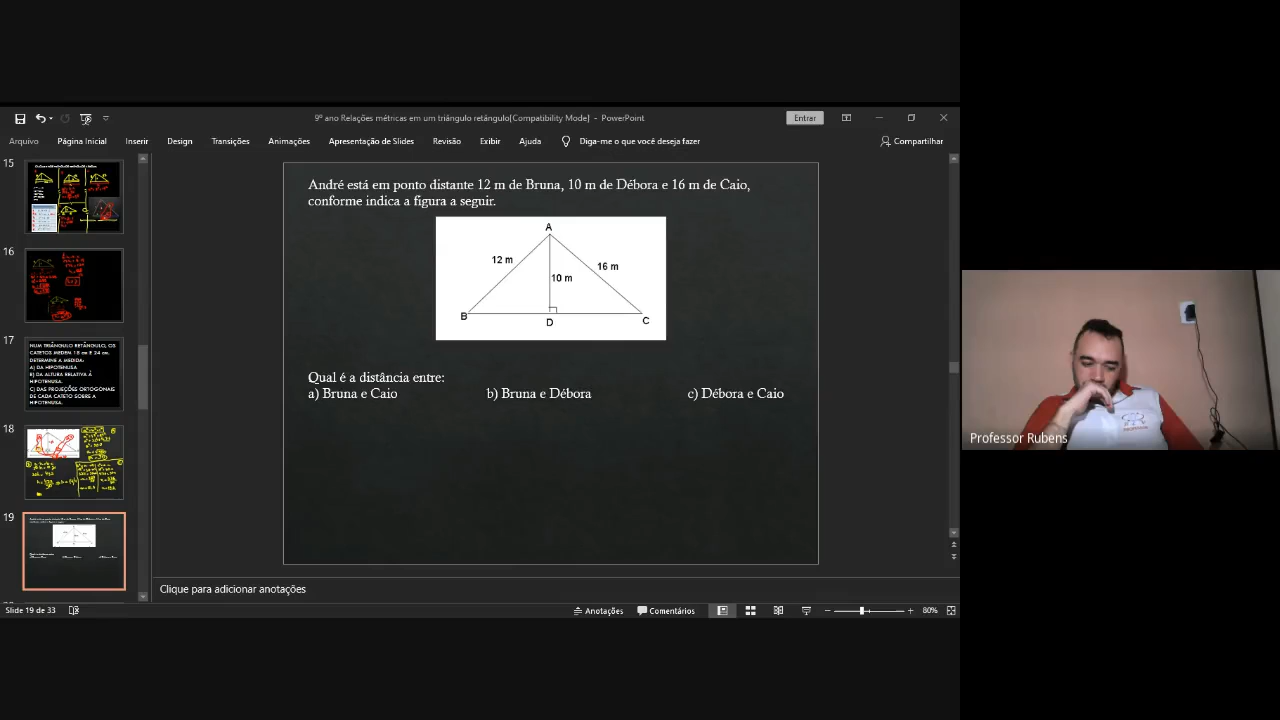 9º ano Relações métricas em um triângulo retângulo[Compatibility Mode] - PowerPoint
Entrar
Arquivo Página Inicial Inserir Design Transições Animações Apresentação de Slides Revisão Exibir Ajuda Diga-me o que você deseja fazer Compartilhar
15
16
17
NUM TRIÂNGULO RETÂNGULO, OS
CATETOS MEDEM 18 cm E 24 cm.
DETERMINE A MEDIDA:
A) DA HIPOTENUSA
B) DA ALTURA RELATIVA À
HIPOTENUSA.
C) DAS PROJEÇÕES ORTOGONAIS
DE CADA CATETO SOBRE A
HIPOTENUSA.
18
19
André está em ponto distante 12 m de Bruna, 10 m de Débora e 16 m de Caio,
conforme indica a figura a seguir.
A
12 m
16 m
10 m
B
D
C
Qual é a distância entre:
a) Bruna e Caio b) Bruna e Débora c) Débora e Caio
Clique para adicionar anotações
Slide 19 de 33 Anotações Comentários 80%
Professor Rubens